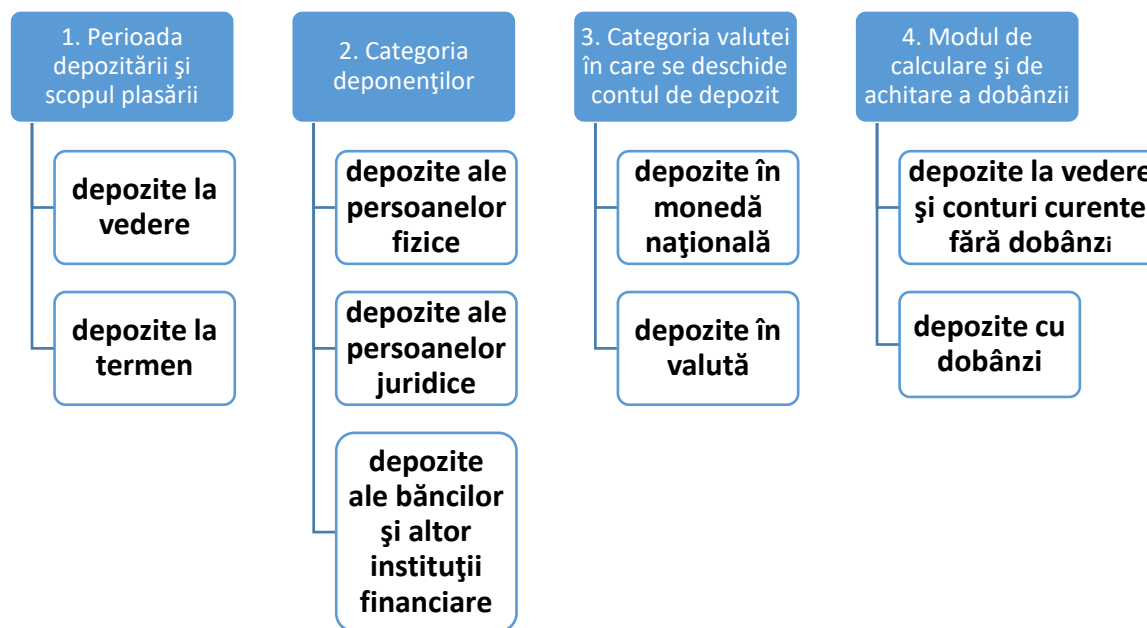 1. Perioada
depozitării şi
scopul plasării
depozite la
vedere
depozite la
termen
2. Categoria
deponenţilor
depozite ale
persoanelor
fizice
depozite ale
persoanelor
juridice
depozite
ale băncilor
şi altor
instituţii
financiare
3. Categoria valutei
în care se deschide
contul de depozit
depozite în
monedă
naţională
depozite în
valută
4. Modul de
calculare şi de
achitare a dobânzii
depozite la vedere
şi conturi curente
fără dobânzi
depozite cu
dobânzi